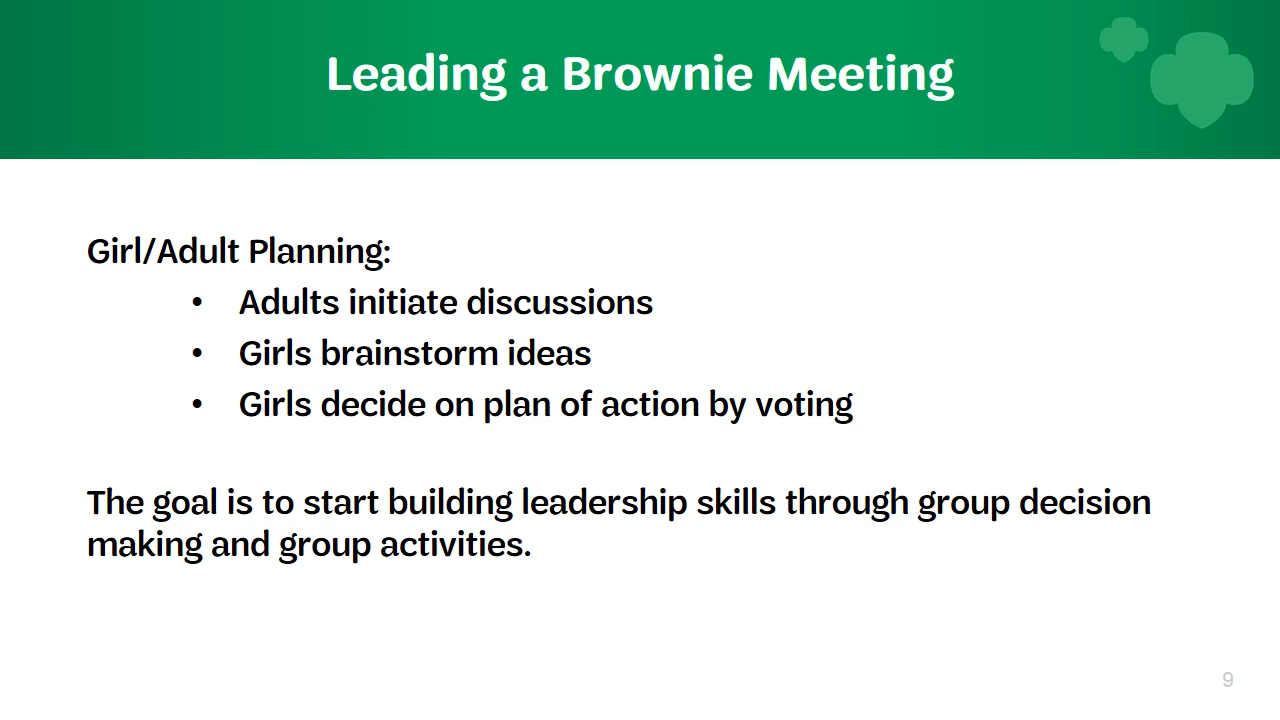 Leading a Brownie Meeting
Girl/Adult Planning:
• Adults initiate discussions
• Girls brainstorm ideas
• Girls decide on plan of action by voting
The goal is to start building leadership skills through group decision
making and group activities.
9